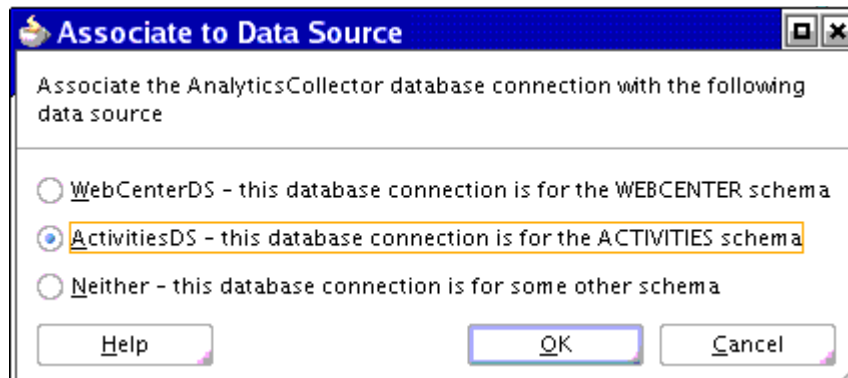 Associate to Data Source
Associate the AnalyticsCollector database connection with the following
data source
WebCenterDS – this database connection is for the WEBCENTER schema
ActivitiesDS – this database connection is for the ACTIVITIES schema
Neither – this database connection is for some other schema
Help OK Cancel